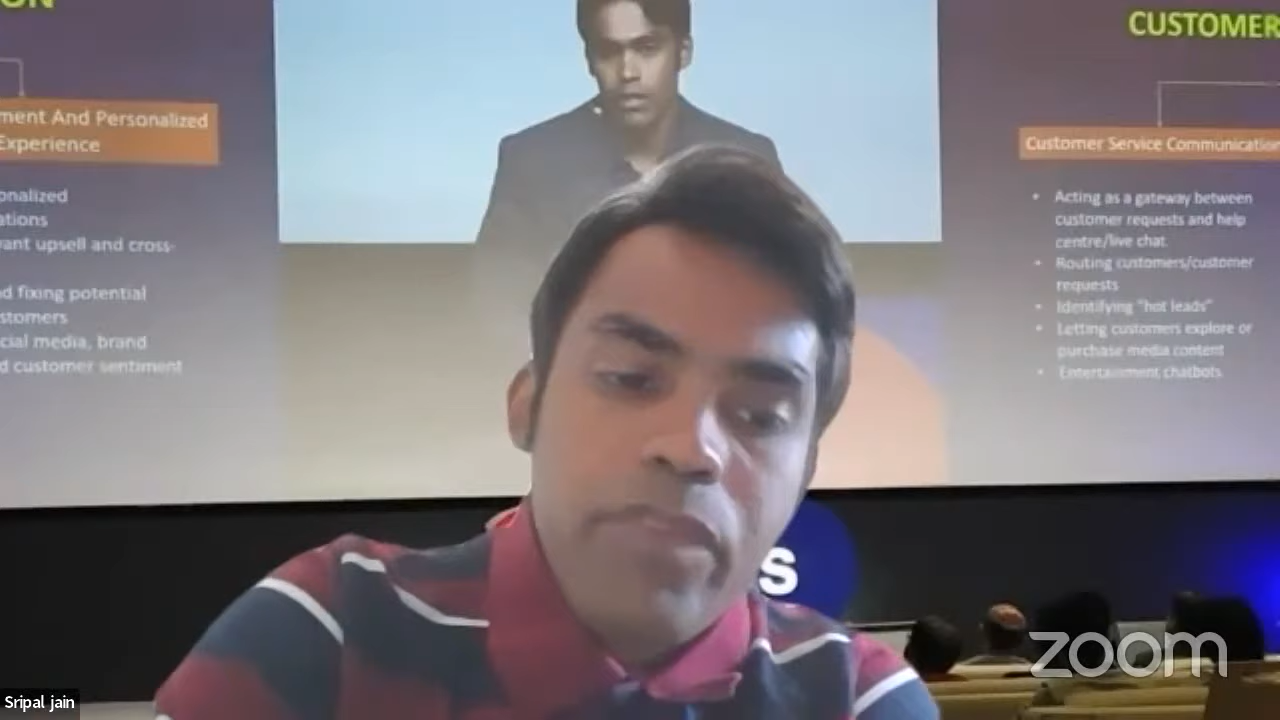 ON
CUSTOMER
ment And Personalized
Experience
onalized
ations
vant upsell and cross-
d fixing potential
stomers
cial media, brand
d customer sentiment
Customer Service Communication
• Acting as a gateway between
customer requests and help
centre/live chat.
• Routing customers/customer
requests
• Identifying "hot leads"
• Letting customers explore or
purchase media content
• Entertainment chatbots
s
zoom
Sripal jain